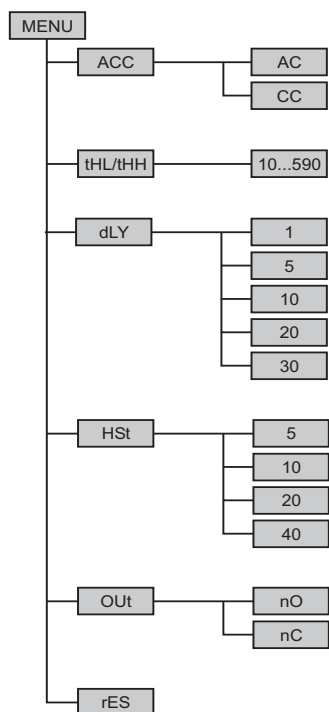 MENU
ACC AC
CC
tHL/tHH 10...590
dLY 1
5
10
20
30
HSt 5
10
20
40
OUt nO
nC
rES